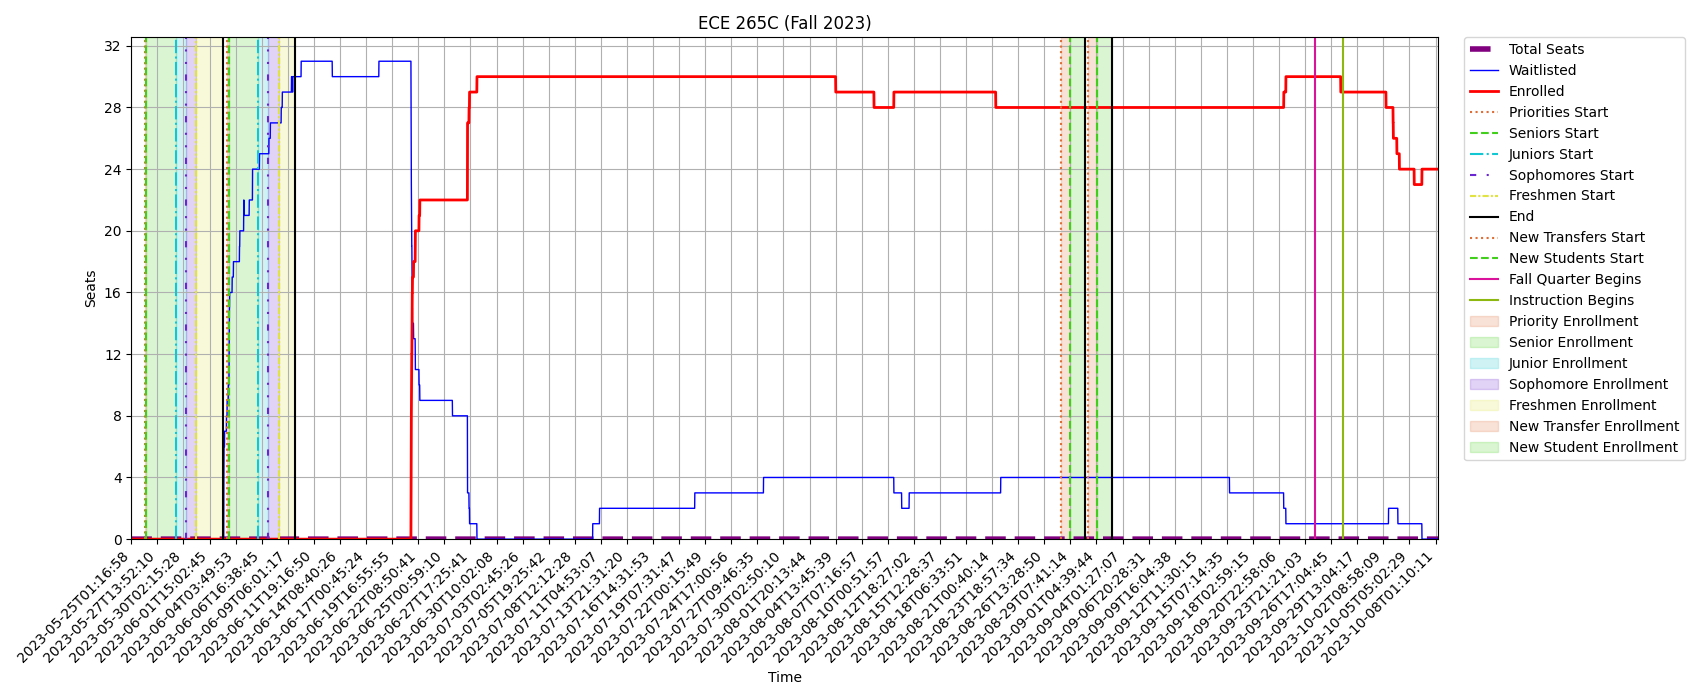 ECE 265C (Fall 2023)
32
28
24
20
16
12
8
4
0
Seats
2023-05-25T01:16:58
2023-05-27T13:52:10
2023-05-30T02:15:28
2023-06-01T15:02:45
2023-06-04T03:49:53
2023-06-06T16:38:45
2023-06-09T06:01:17
2023-06-11T19:16:50
2023-06-14T08:40:26
2023-06-17T00:45:24
2023-06-19T16:55:55
2023-06-22T08:50:41
2023-06-25T00:59:10
2023-06-27T17:25:41
2023-06-30T10:02:08
2023-07-03T02:45:26
2023-07-05T19:25:42
2023-07-08T12:12:28
2023-07-11T04:53:07
2023-07-13T21:31:20
2023-07-16T14:31:53
2023-07-19T07:31:47
2023-07-22T00:15:49
2023-07-24T17:00:56
2023-07-27T09:46:35
2023-07-30T02:50:10
2023-08-01T20:13:44
2023-08-04T13:45:39
2023-08-07T07:16:57
2023-08-10T00:51:57
2023-08-12T18:27:02
2023-08-15T12:28:37
2023-08-18T06:33:51
2023-08-21T00:40:14
2023-08-23T18:57:34
2023-08-26T13:28:50
2023-08-29T07:41:14
2023-09-01T04:39:44
2023-09-04T01:27:07
2023-09-06T20:28:31
2023-09-09T16:04:38
2023-09-12T11:30:15
2023-09-15T07:14:35
2023-09-18T02:59:15
2023-09-20T22:58:06
2023-09-23T21:21:03
2023-09-26T17:04:45
2023-09-29T13:04:17
2023-10-02T08:58:09
2023-10-05T05:02:29
2023-10-08T01:10:11
Time
Total Seats
Waitlisted
Enrolled
Priorities Start
Seniors Start
Juniors Start
Sophomores Start
Freshmen Start
End
New Transfers Start
New Students Start
Fall Quarter Begins
Instruction Begins
Priority Enrollment
Senior Enrollment
Junior Enrollment
Sophomore Enrollment
Freshmen Enrollment
New Transfer Enrollment
New Student Enrollment